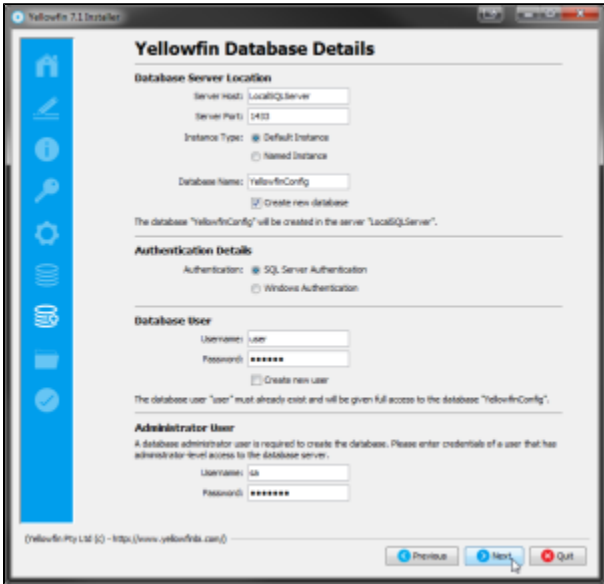 Yellowfin 7.1 Installer
Yellowfin Database Details
Database Server Location
Server Host: LocalSQLServer
Server Port: 1433
Instance Type: Default Instance
Named Instance
Database Name: YellowfinConfig
Create new database
The database "YellowfinConfig" will be created in the server "LocalSQLServer".
Authentication Details
Authentication: SQL Server Authentication
Windows Authentication
Database User
Username: user
Password: ••••••
Create new user
The database user "user" must already exist and will be given full access to the database "YellowfinConfig".
Administrator User
A database administrator user is required to create the database. Please enter credentials of a user that has
administrator-level access to the database server.
Username: sa
Password: •••••••
(Yellowfin Pty Ltd (c) - http://www.yellowfinbi.com/)
Previous Next Quit